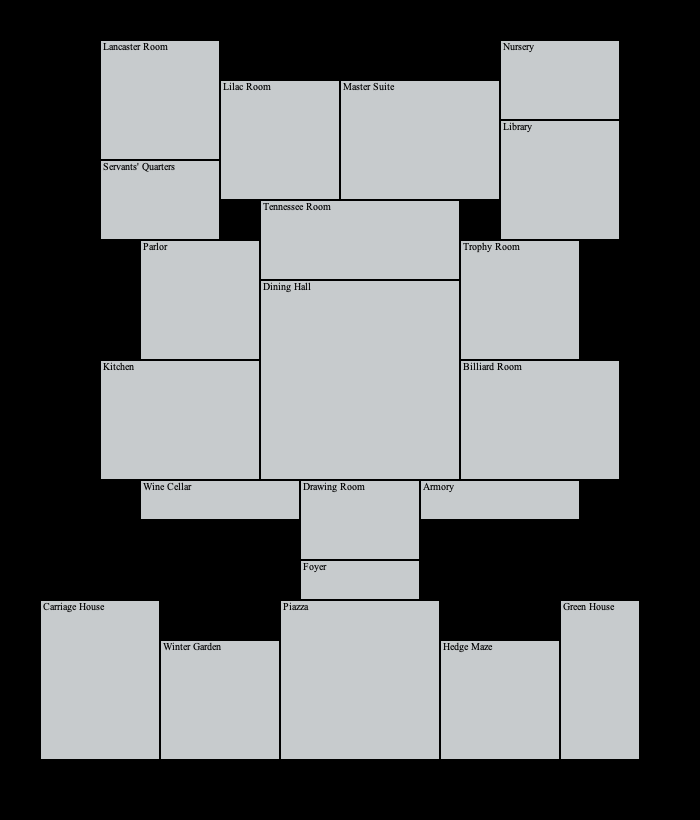 Lancaster Room
Nursery
Lilac Room
Master Suite
Library
Servants' Quarters
Tennessee Room
Parlor
Trophy Room
Dining Hall
Kitchen
Billiard Room
Wine Cellar
Drawing Room
Armory
Foyer
Carriage House
Piazza
Green House
Winter Garden
Hedge Maze